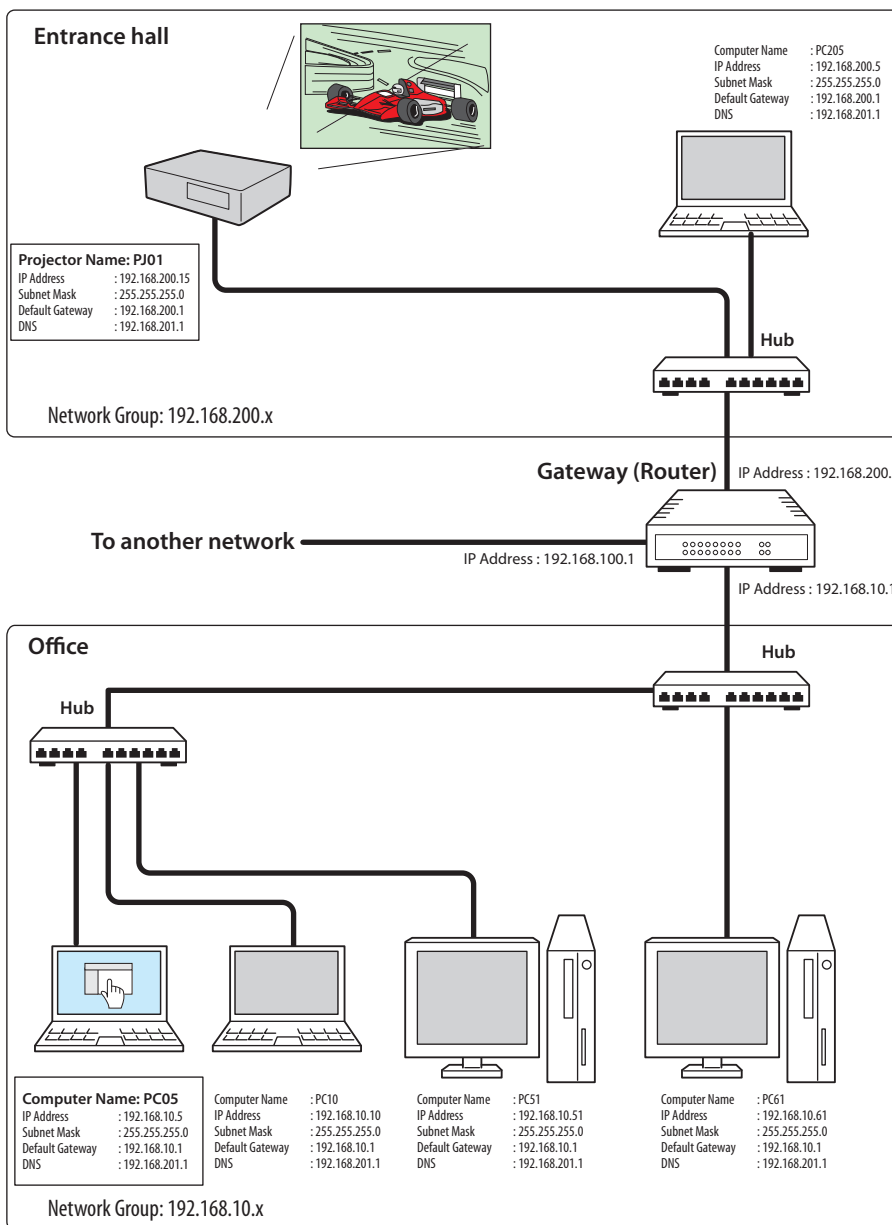 Entrance hall
Computer Name : PC205
IP Address : 192.168.200.5
Subnet Mask : 255.255.255.0
Default Gateway : 192.168.200.1
DNS : 192.168.201.1
Projector Name: PJ01
IP Address : 192.168.200.15
Subnet Mask : 255.255.255.0
Default Gateway : 192.168.200.1
DNS : 192.168.201.1
Hub
Network Group: 192.168.200.x
Gateway (Router)
IP Address : 192.168.200.
To another network
IP Address : 192.168.100.1
IP Address : 192.168.10.1
Office
Hub
Hub
Computer Name: PC05
IP Address : 192.168.10.5
Subnet Mask : 255.255.255.0
Default Gateway : 192.168.10.1
DNS : 192.168.201.1
Computer Name : PC10
IP Address : 192.168.10.10
Subnet Mask : 255.255.255.0
Default Gateway : 192.168.10.1
DNS : 192.168.201.1
Computer Name : PC51
IP Address : 192.168.10.51
Subnet Mask : 255.255.255.0
Default Gateway : 192.168.10.1
DNS : 192.168.201.1
Computer Name : PC61
IP Address : 192.168.10.61
Subnet Mask : 255.255.255.0
Default Gateway : 192.168.10.1
DNS : 192.168.201.1
Network Group: 192.168.10.x